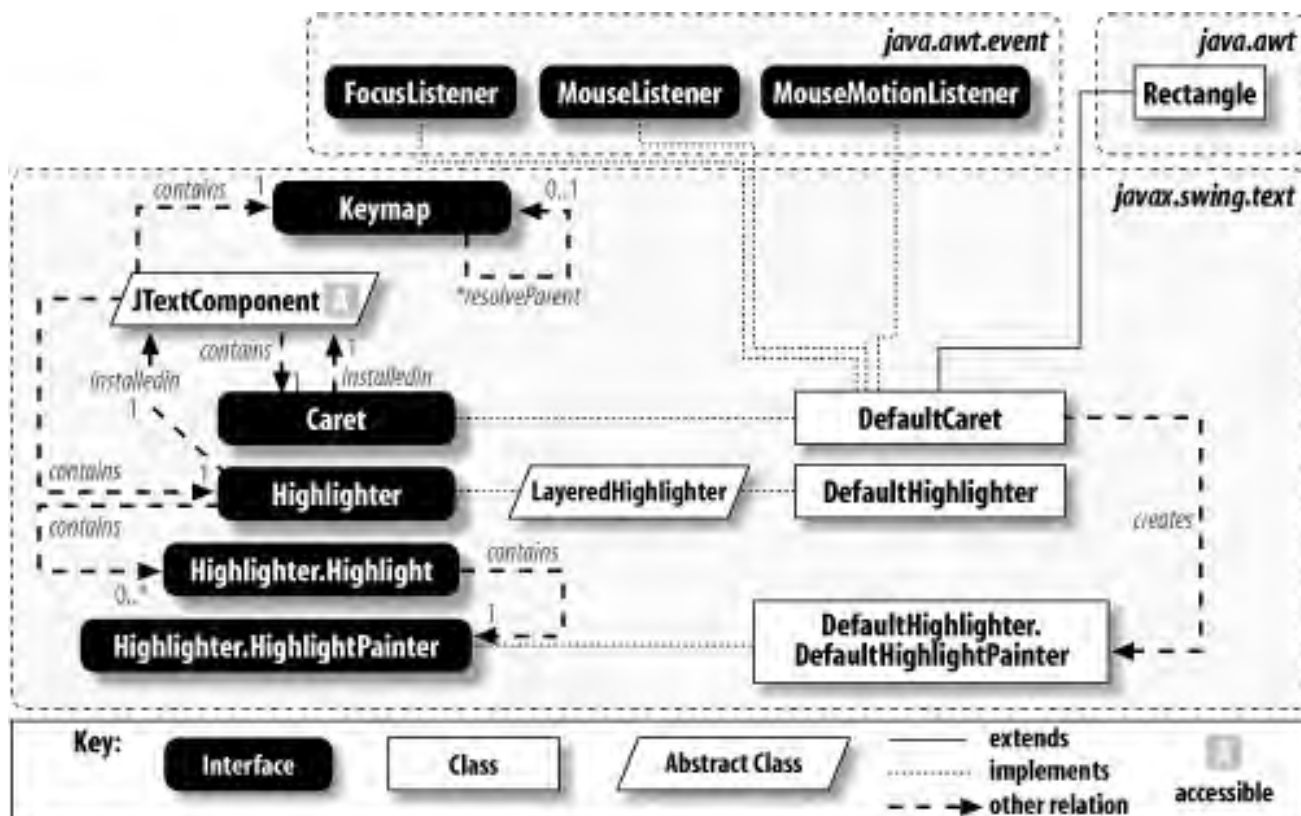 java.awt.event
java.awt
FocusListener
MouseListener
MouseMotionListener
Rectangle
contains
1
Keymap
0..1
javax.swing.text
JTextComponent A
*resolveParent
contains
1
installedIn
1
installedIn
1
Caret
DefaultCaret
contains
1
Highlighter
LayeredHighlighter
DefaultHighlighter
contains
creates
Highlighter.Highlight
contains
0..*
1
Highlighter.HighlightPainter
DefaultHighlighter.
DefaultHighlightPainter
Key:
Interface
Class
Abstract Class
extends
implements
other relation
A
accessible